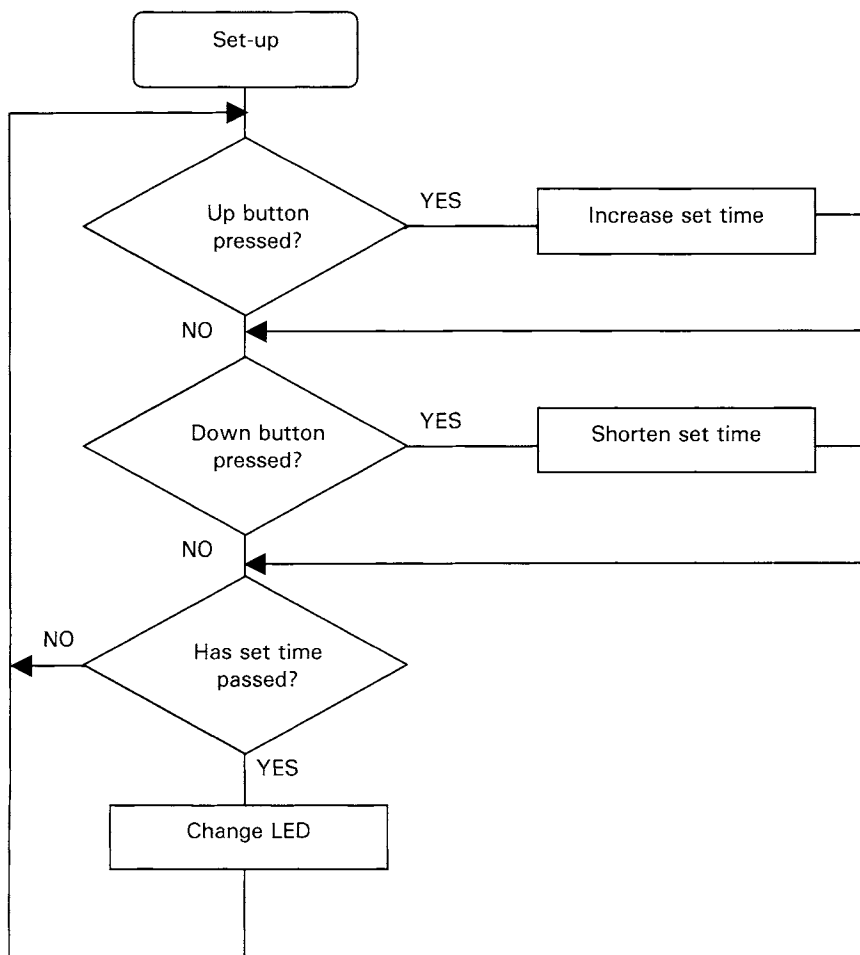 Set-up
Up button
pressed?
YES
Increase set time
NO
Down button
pressed?
YES
Shorten set time
NO
Has set time
passed?
NO
YES
Change LED